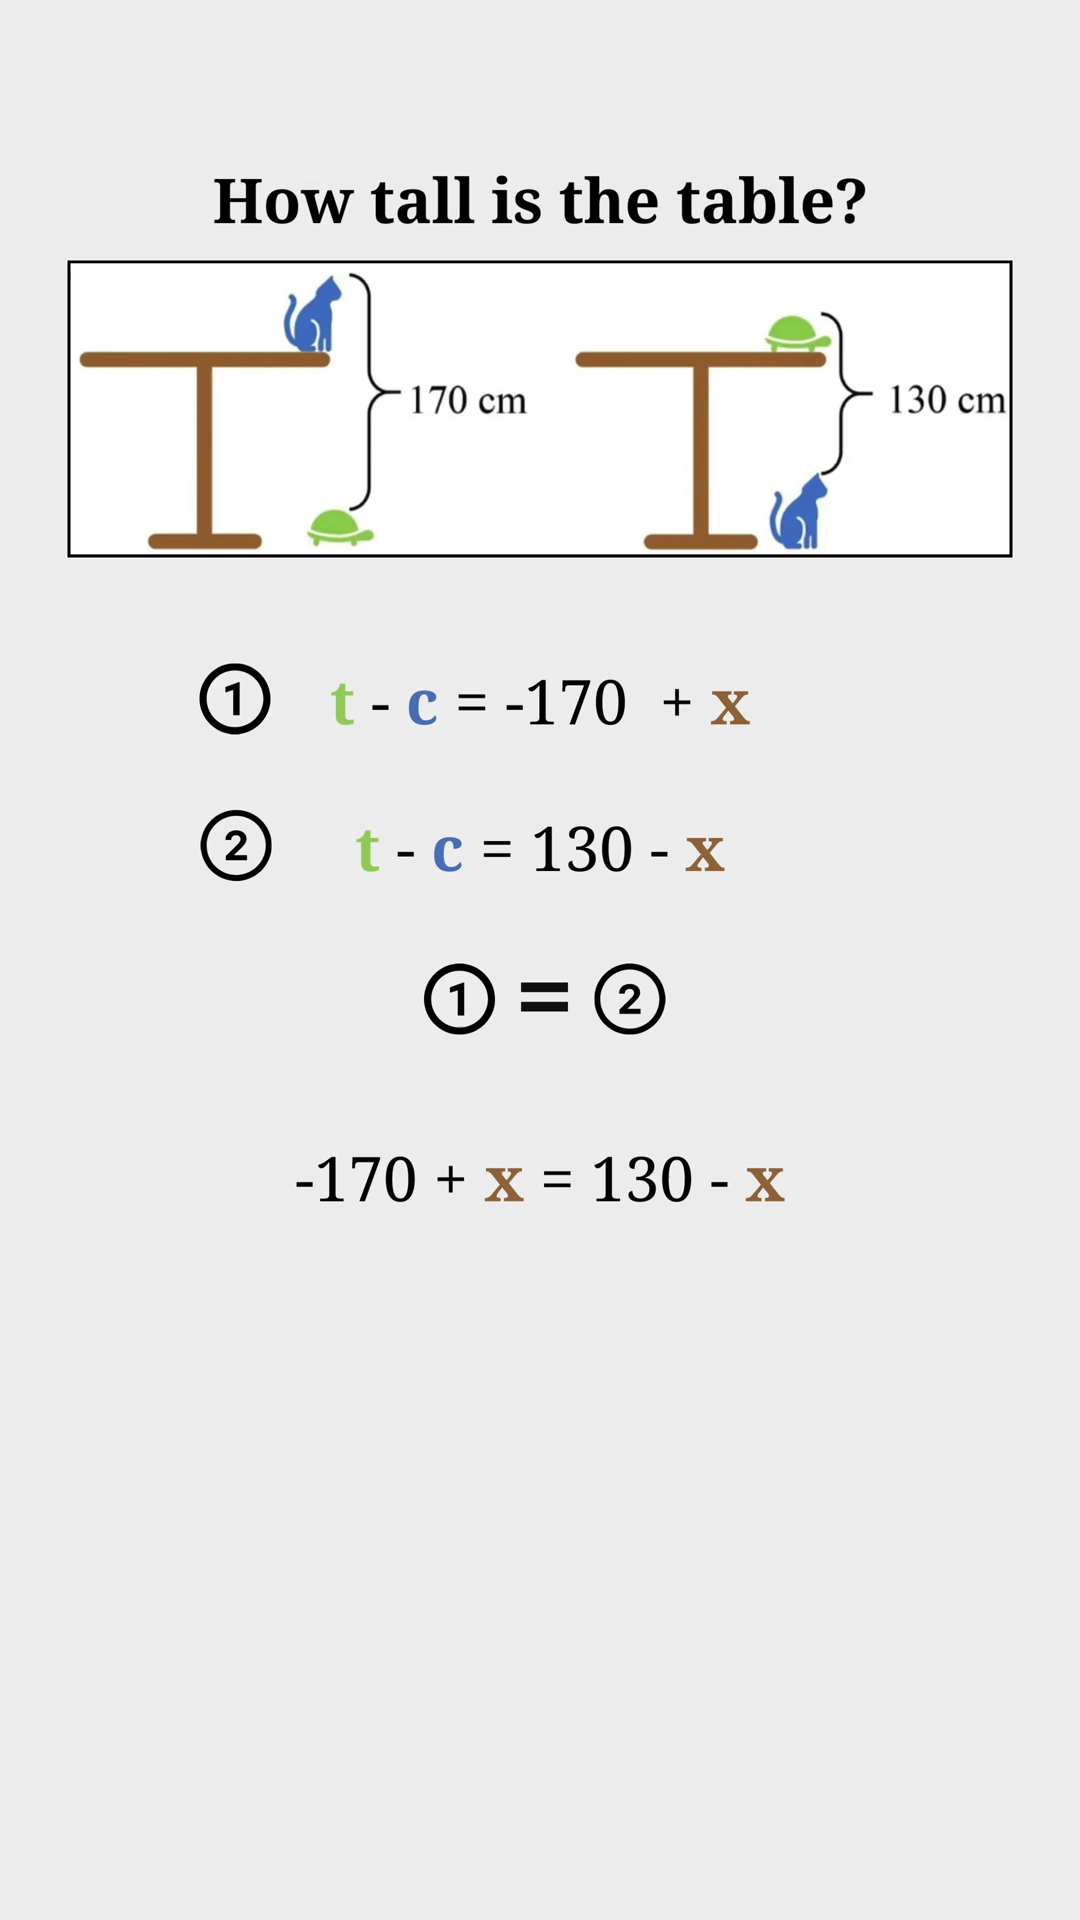 How tall is the table?
170 cm
130 cm
① t - c = -170 + x
② t - c = 130 - x
① = ②
-170 + x = 130 - x